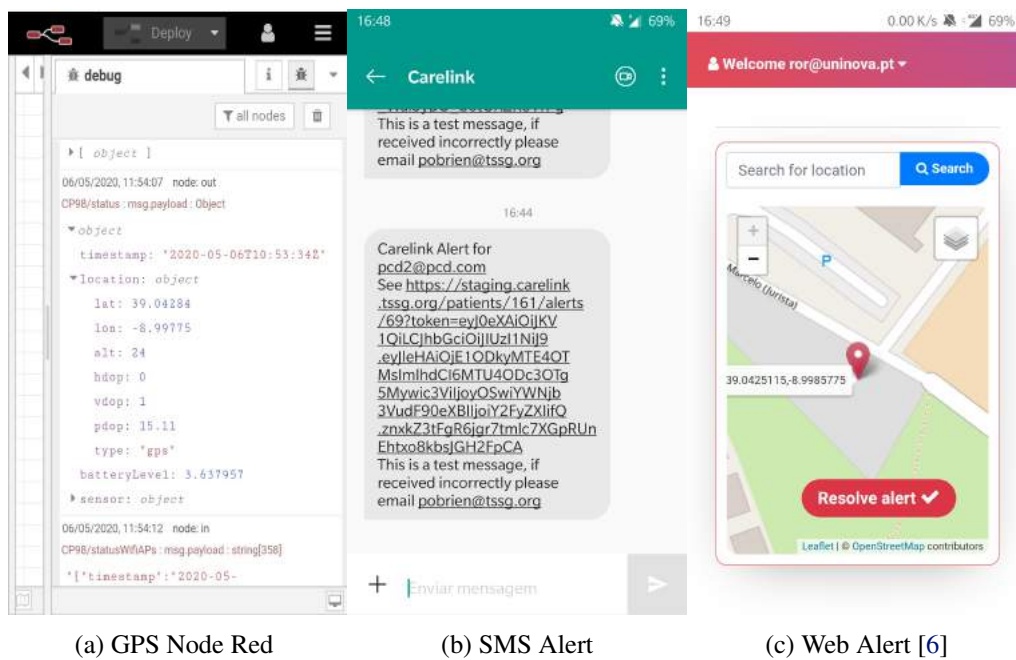 Deploy
debug
i
all nodes
[ object ]
06/05/2020, 11:54:07 node: out
CP98/status : msg.payload : Object
object
timestamp: "2020-05-06T10:53:34Z"
location: object
lat: 39.04284
lon: -8.99775
alt: 24
hdop: 0
vdop: 1
pdop: 15.11
type: "gps"
batteryLevel: 3.637957
sensor: object
06/05/2020, 11:54:12 node: in
CP98/statusWifiAPs : msg.payload : string[358]
"{"timestamp":"2020-05-
(a) GPS Node Red
16:48
69%
Carelink
This is a test message, if
received incorrectly please
email pobrien@tssg.org
16:44
Carelink Alert for
pcd2@pcd.com
See https://staging.carelink
.tssg.org/patients/161/alerts
/69?token=eyJ0eXAiOiJKV
1QiLCJhbGciOiJIUzI1NiJ9
.eyJleHAiOjE1ODkyMTE4OT
MsImlhdCI6MTU4ODc3OTg
5Mywic3ViIjoyOSwiYWNjb
3VudF90eXBlIjoiY2FyZXIifQ
.znxkZ3tFgR6jgr7tmlc7XGpRUn
Ehtxo8kbsJGH2FpCA
This is a test message, if
received incorrectly please
email pobrien@tssg.org
Enviar mensagem
(b) SMS Alert
16:49
0.00 K/s
69%
Welcome ror@uninova.pt
Search for location
Search
+
−
P
Marcelo (Jurista)
39.0425115,-8.9985775
Resolve alert
Leaflet | © OpenStreetMap contributors
(c) Web Alert [6]